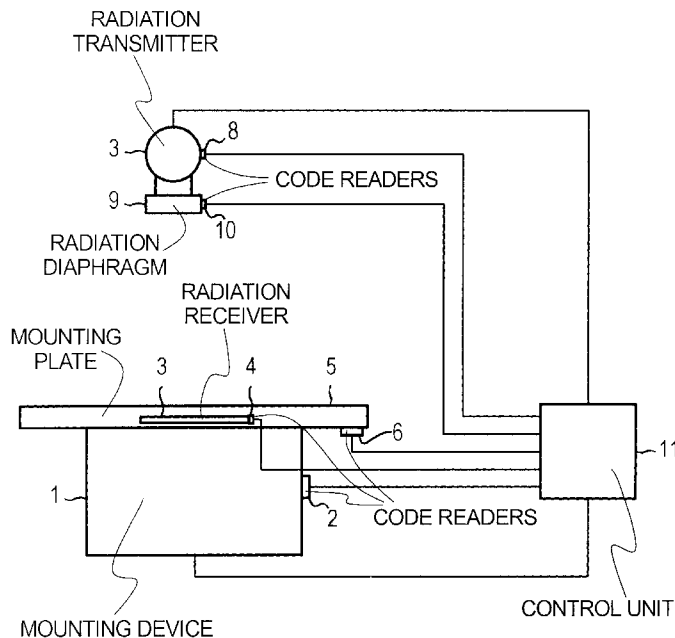 RADIATION
TRANSMITTER
3
8
CODE READERS
9
10
RADIATION
DIAPHRAGM
RADIATION
RECEIVER
MOUNTING
PLATE
3
4
5
6
11
1
2
CODE READERS
MOUNTING DEVICE
CONTROL UNIT